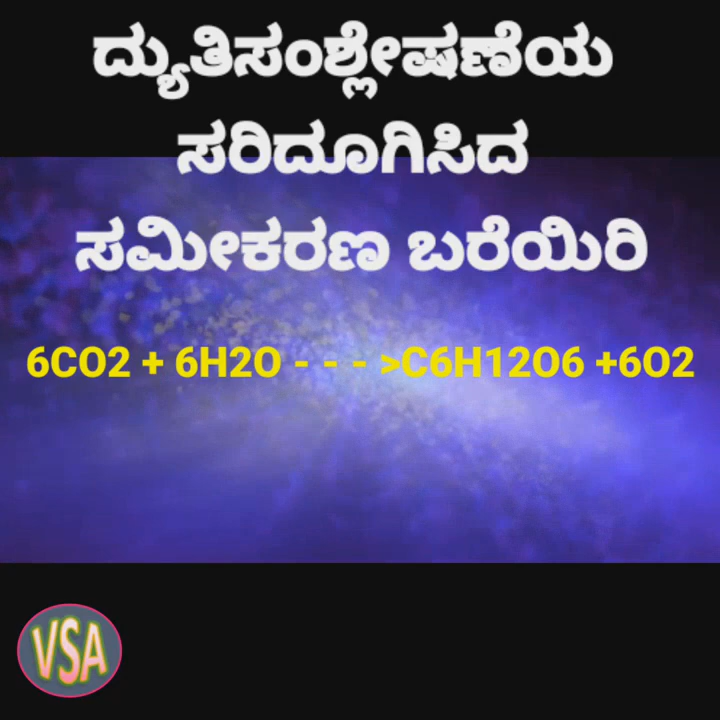 ದ್ಯುತಿಸಂಶ್ಲೇಷಣೆಯ
ಸರಿದೂಗಿಸಿದ
ಸಮೀಕರಣ ಬರೆಯಿರಿ
6CO2 + 6H2O - - - >C6H12O6 +6O2
VSA